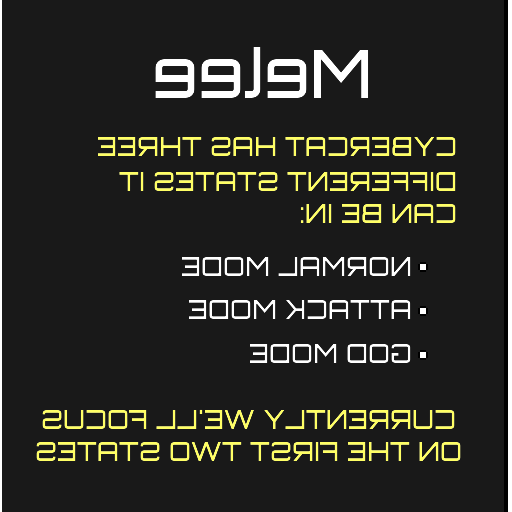 Melee
CYBERCAT HAS THREE
DIFFERENT STATES IT
CAN BE IN:
• NORMAL MODE
• ATTACK MODE
• GOD MODE
CURRENTLY WE'LL FOCUS
ON THE FIRST TWO STATES